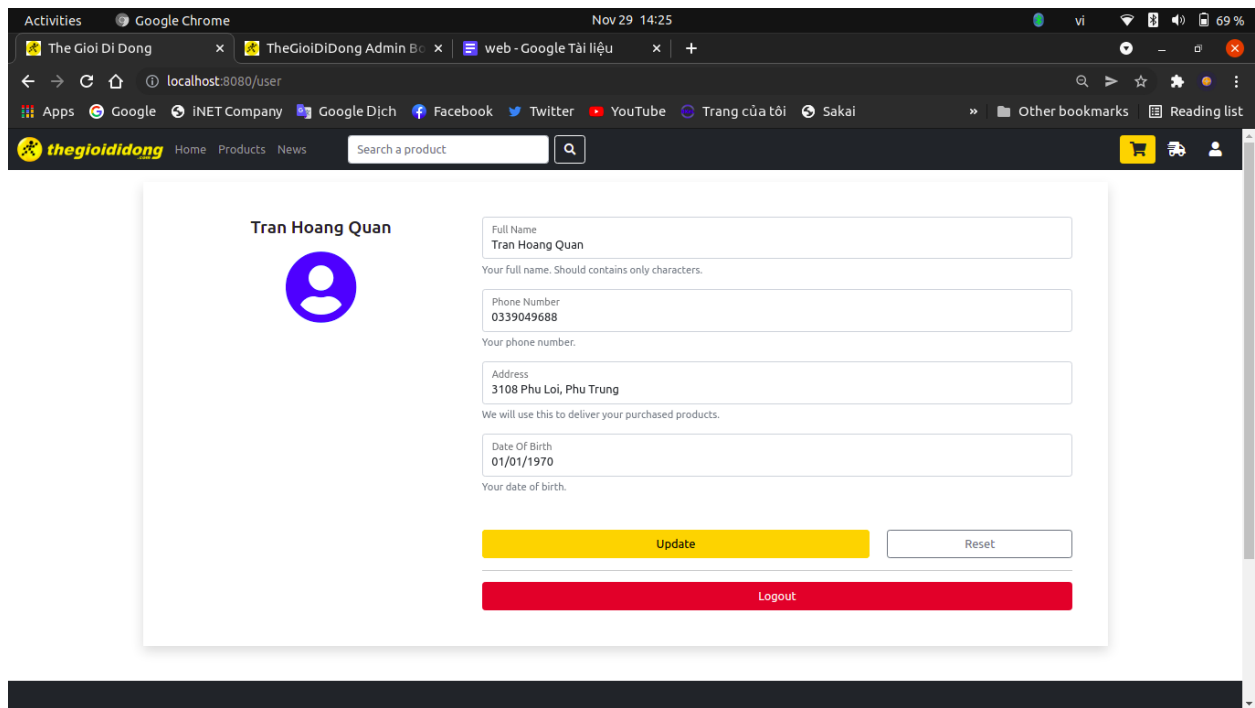 Activities Google Chrome Nov 29 14:25 vi 69 %
The Gioi Di Dong TheGioiDiDong Admin Bo web - Google Tài liệu
localhost:8080/user
Apps Google iNET Company Google Dịch Facebook Twitter YouTube Trang của tôi Sakai » Other bookmarks Reading list
thegioididong Home Products News Search a product
Tran Hoang Quan
Full Name
Tran Hoang Quan
Your full name. Should contains only characters.
Phone Number
0339049688
Your phone number.
Address
3108 Phu Loi, Phu Trung
We will use this to deliver your purchased products.
Date Of Birth
01/01/1970
Your date of birth.
Update Reset
Logout